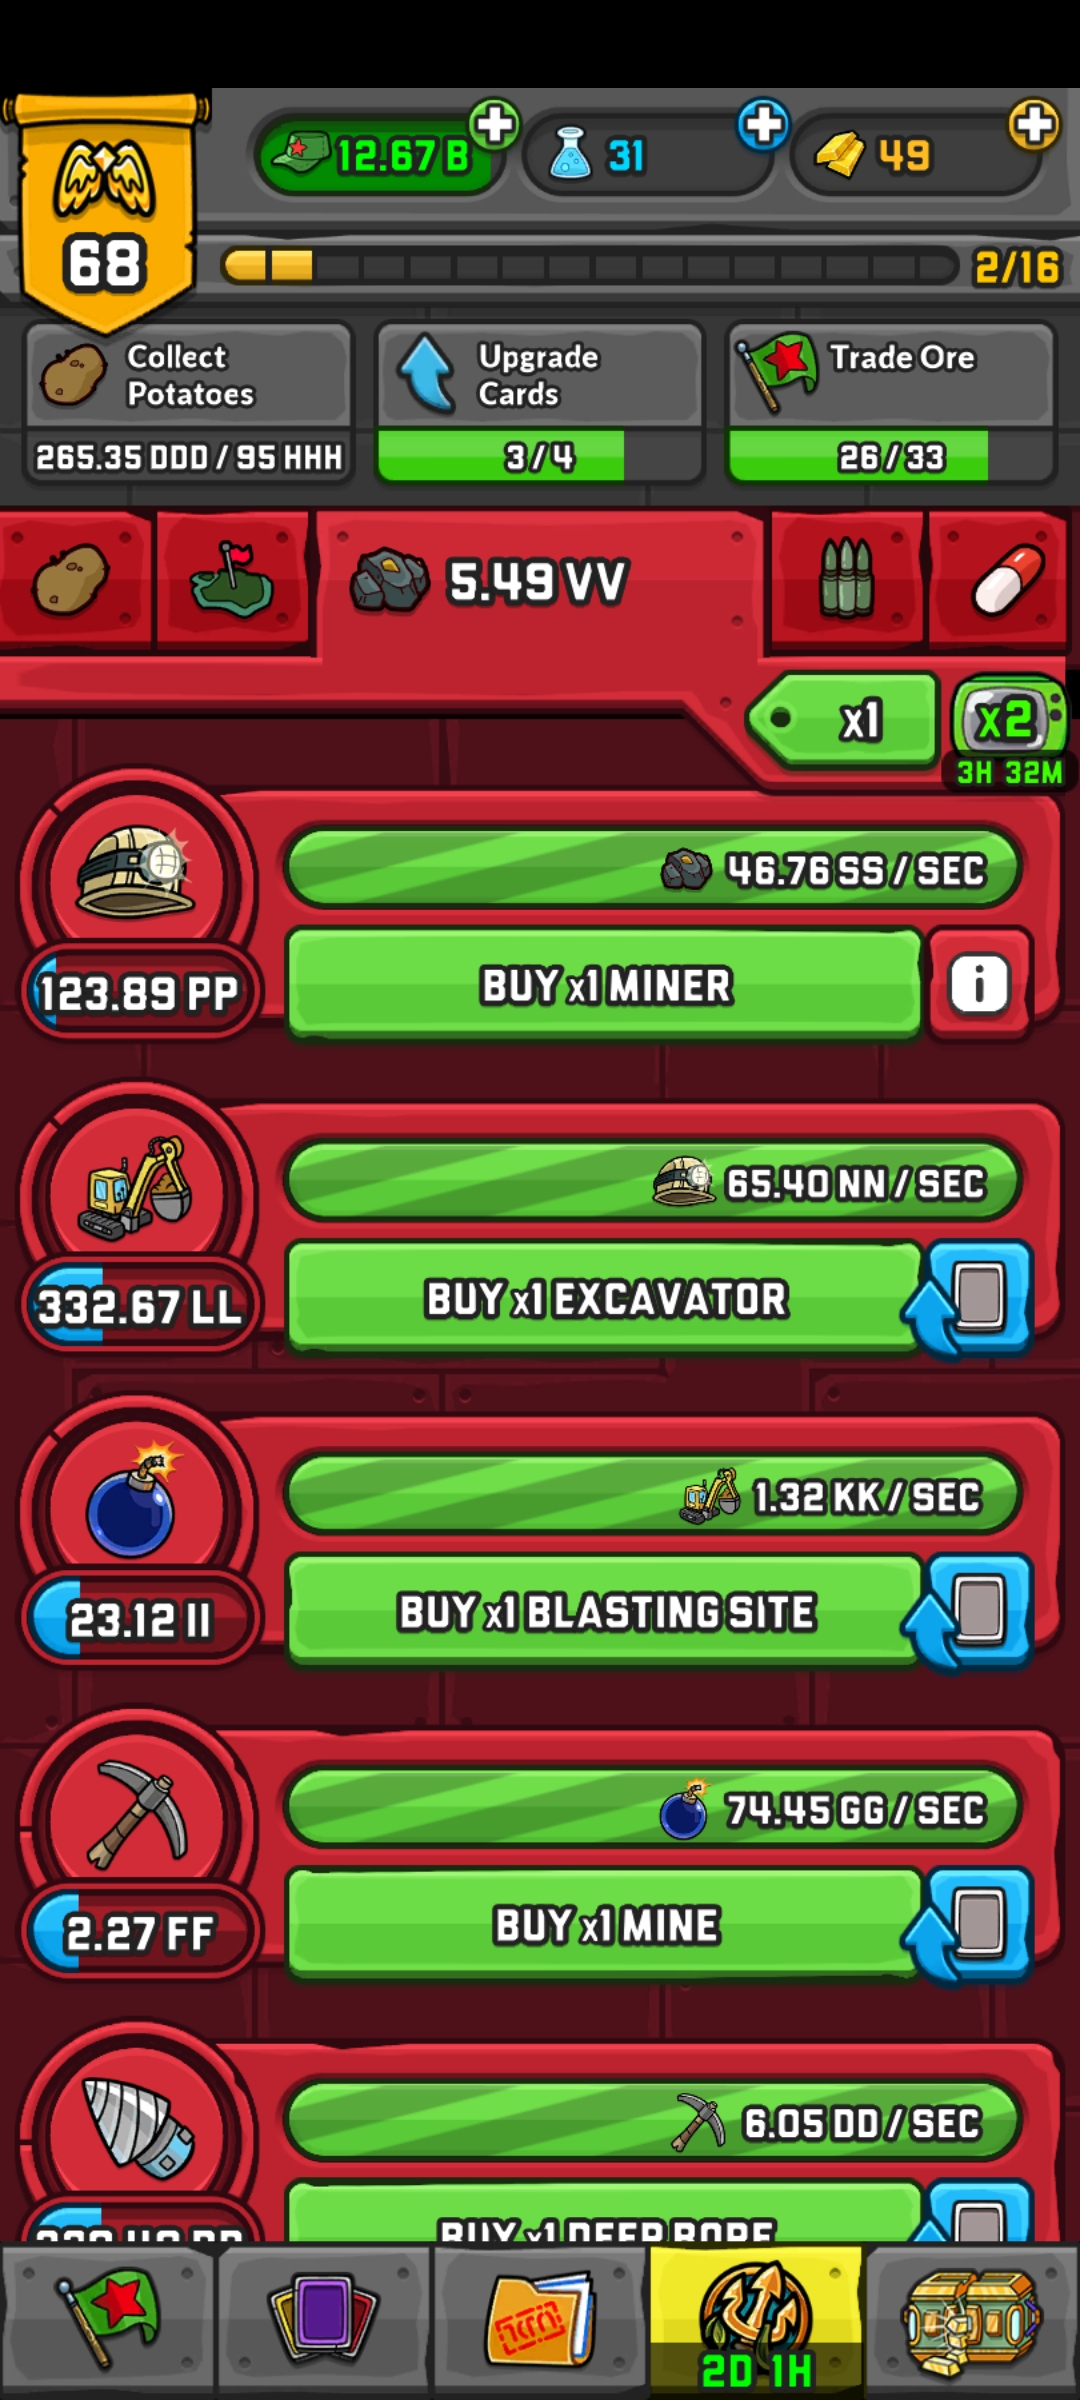 12.67 B
31
49
68
2/16
Collect
Potatoes
Upgrade
Cards
Trade Ore
265.35 DDD / 95 HHH
3/4
26/33
5.49 VV
x1
x2
3H 32M
46.76 SS / SEC
123.89 PP
BUY x1 MINER
i
65.40 NN / SEC
332.67 LL
BUY x1 EXCAVATOR
1.32 KK / SEC
23.12 II
BUY x1 BLASTING SITE
74.45 GG / SEC
2.27 FF
BUY x1 MINE
6.05 DD / SEC
BUY x1 DEEP BORE
2D 1H